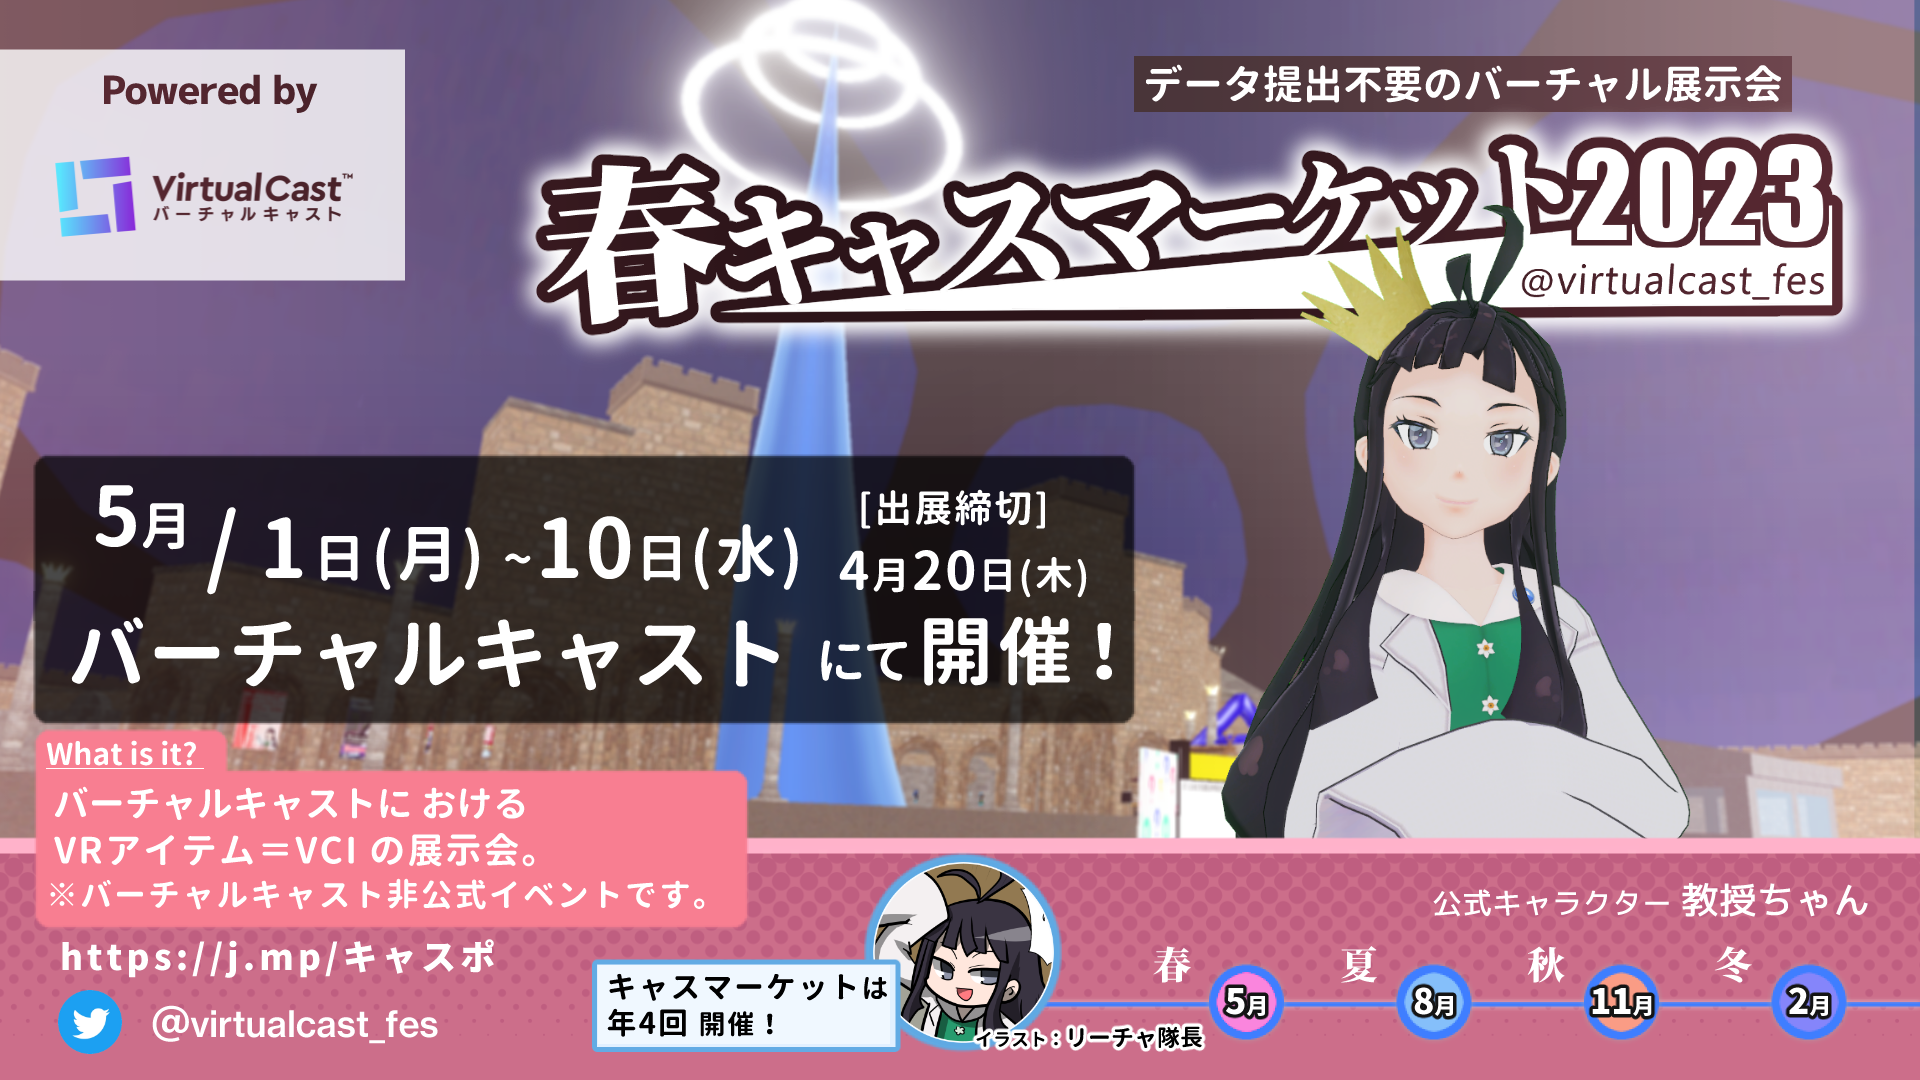 Powered by
VirtualCast™
バーチャルキャスト
データ提出不要のバーチャル展示会
春キャスマーケット2023
@virtualcast_fes
5月/1日(月)~10日(水)
[出展締切]
4月20日(木)
バーチャルキャストにて開催！
What is it?
バーチャルキャストに おける
VRアイテム＝VCI の展示会。
※バーチャルキャスト非公式イベントです。
https://j.mp/キャスポ
@virtualcast_fes
キャスマーケットは
年4回 開催！
イラスト：リーチャ隊長
公式キャラクター 教授ちゃん
春 5月
夏 8月
秋 11月
冬 2月